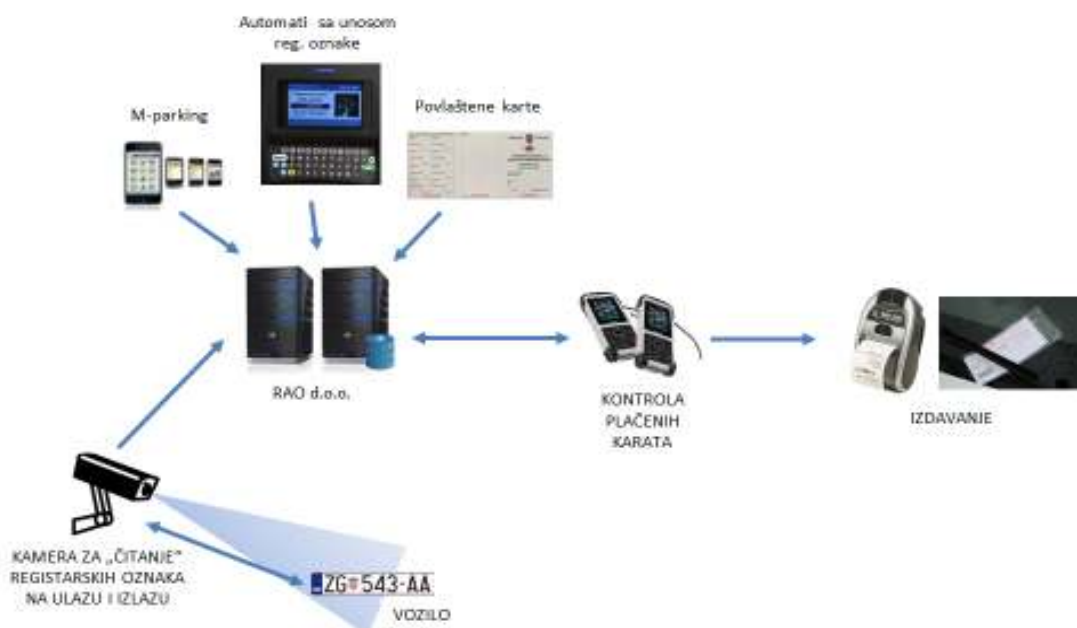 Automati sa unosom
reg. oznake
M-parking
Povlaštene karte
RAO d.o.o.
KONTROLA
PLAČENIH
KARATA
IZDAVANJE
KAMERA ZA „ČITANJE"
REGISTARSKIH OZNAKA
NA ULAZU I IZLAZU
ZG 543-AA
VOZILO